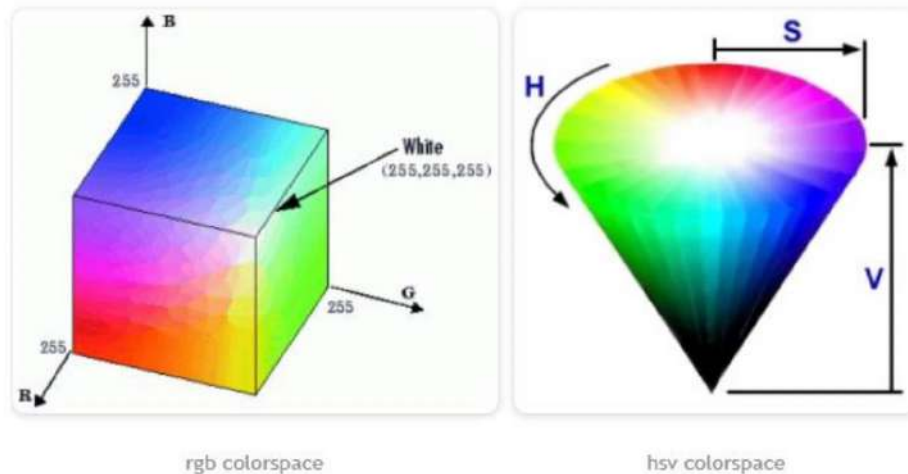 B
255
White
(255,255,255)
G
255
255
R
S
H
V
rgb colorspace
hsv colorspace